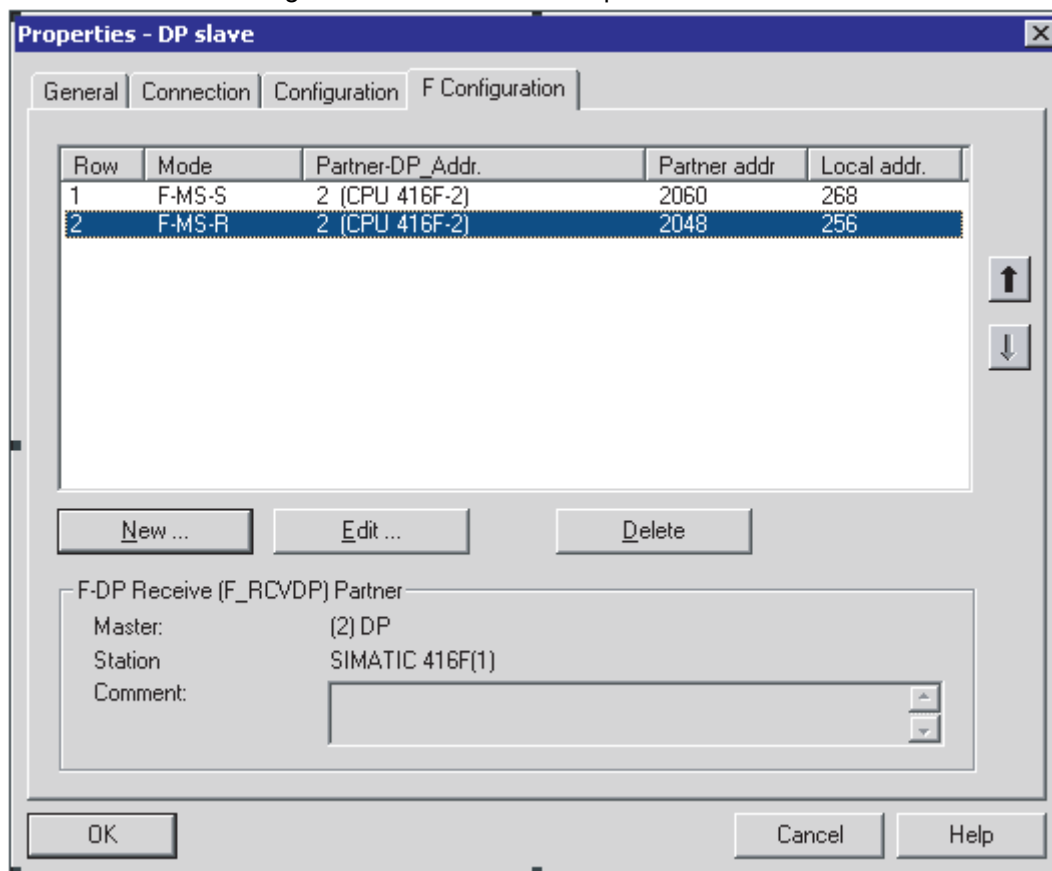 Properties - DP slave
General Connection Configuration F Configuration
Row Mode Partner-DP_Addr. Partner addr Local addr.
1 F-MS-S 2 (CPU 416F-2) 2060 268
2 F-MS-R 2 (CPU 416F-2) 2048 256
New ... Edit ... Delete
F-DP Receive (F_RCVDP) Partner
Master: (2) DP
Station SIMATIC 416F(1)
Comment:
OK Cancel Help